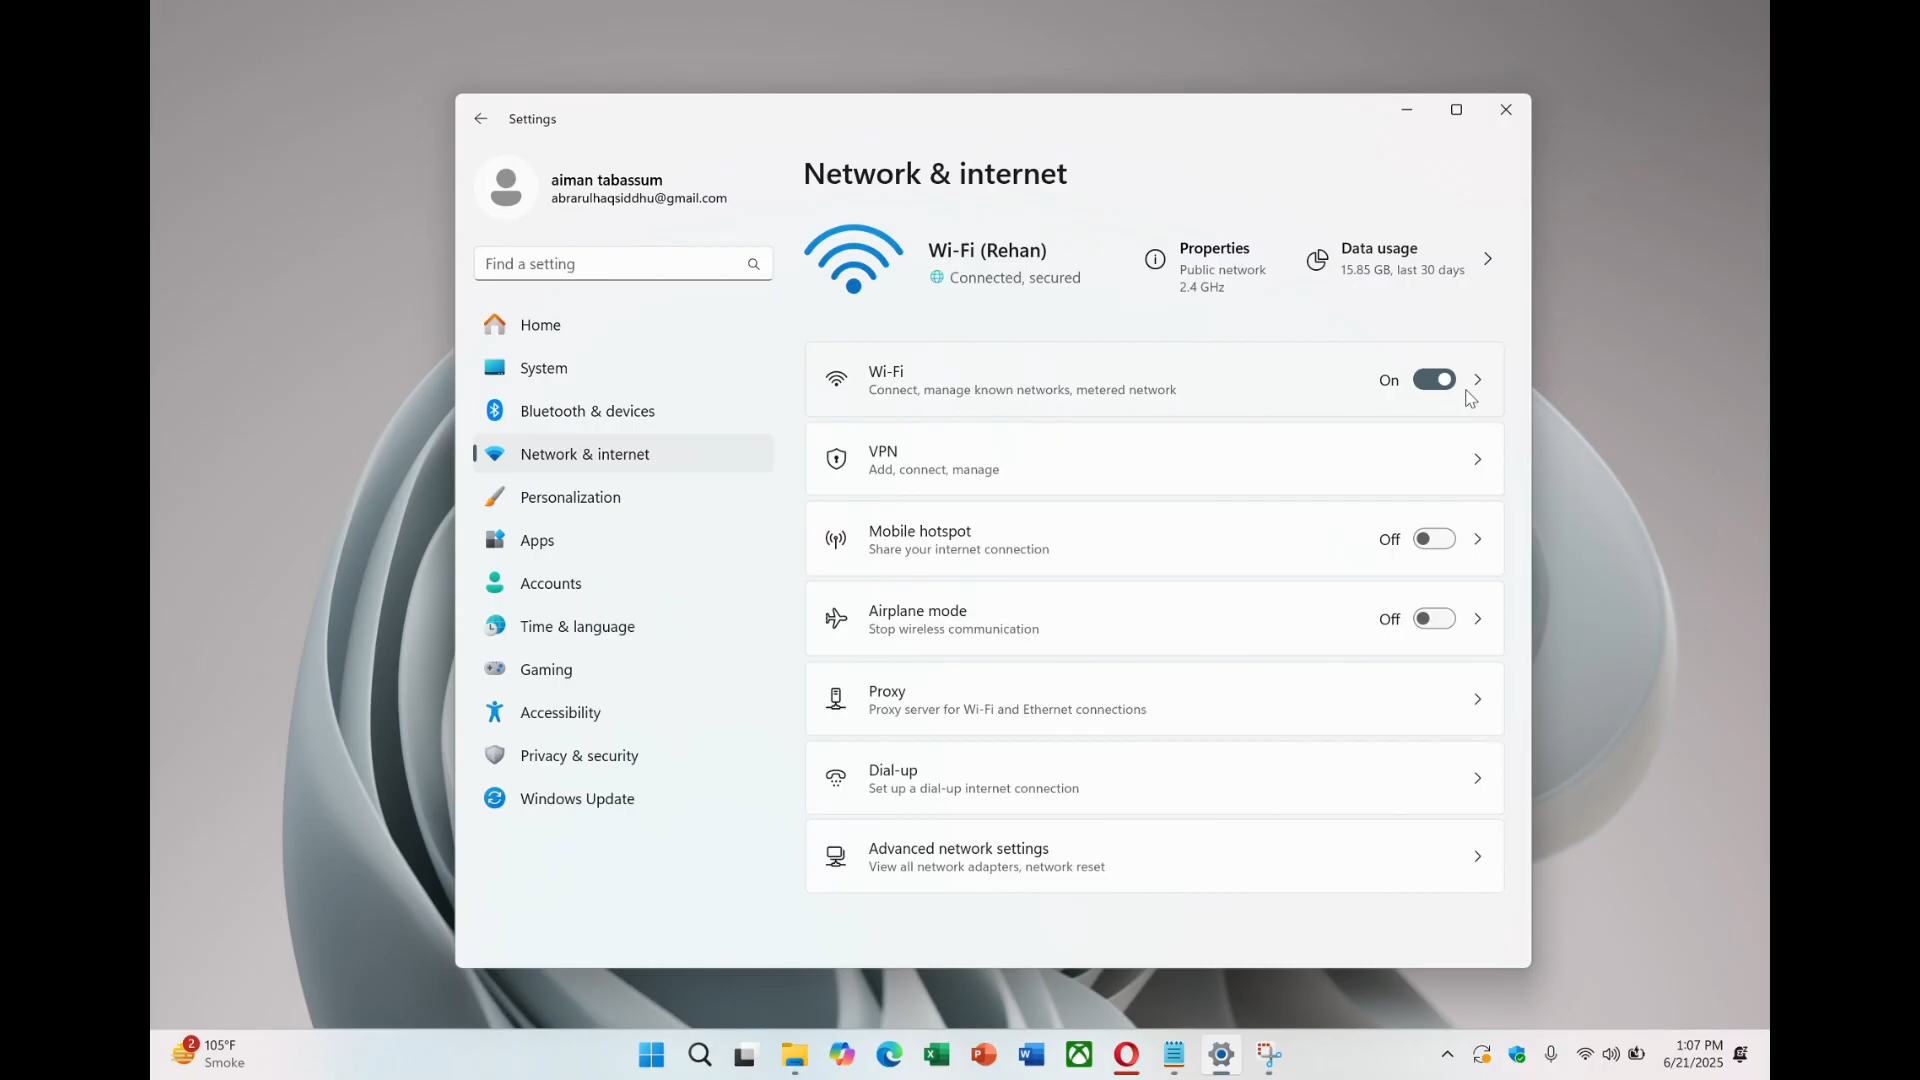 Settings
aiman tabassum
abrarulhaqsiddhu@gmail.com
Find a setting
Home
System
Bluetooth & devices
Network & internet
Personalization
Apps
Accounts
Time & language
Gaming
Accessibility
Privacy & security
Windows Update
Network & internet
Wi-Fi (Rehan)
Connected, secured
Properties
Public network
2.4 GHz
Data usage
15.85 GB, last 30 days
Wi-Fi
Connect, manage known networks, metered network
On
VPN
Add, connect, manage
Mobile hotspot
Share your internet connection
Off
Airplane mode
Stop wireless communication
Off
Proxy
Proxy server for Wi-Fi and Ethernet connections
Dial-up
Set up a dial-up internet connection
Advanced network settings
View all network adapters, network reset
2
105°F
Smoke
1:07 PM
6/21/2025